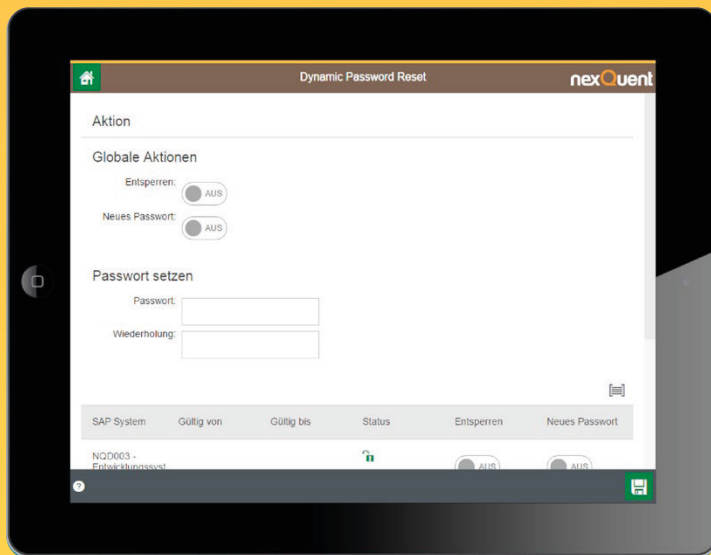 Dynamic Password Reset
nexQuent
Aktion
Globale Aktionen
Entsperren: AUS
Neues Passwort: AUS
Passwort setzen
Passwort:
Wiederholung:
SAP System Gültig von Gültig bis Status Entsperren Neues Passwort
NQD003 - AUS AUS
Entwicklungssyst
?